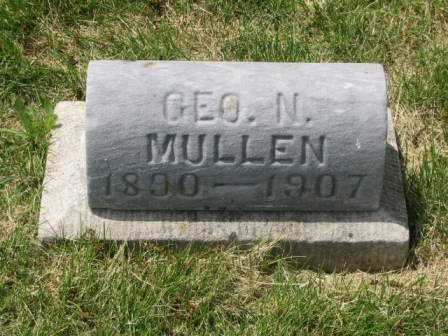 GEO. N.
MULLEN
1890 — 1907